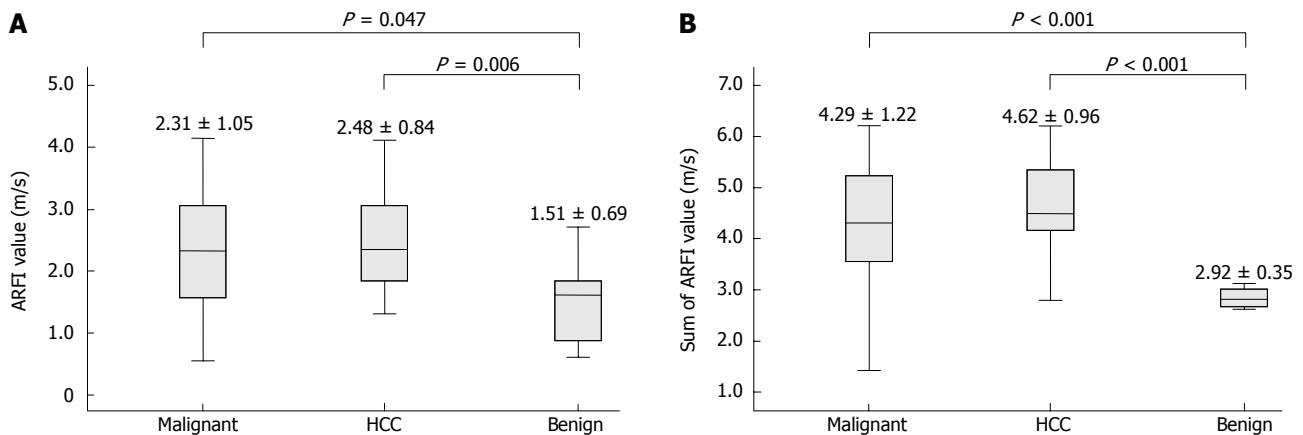 A
P = 0.047
P = 0.006
5.0
4.0
3.0
2.0
1.0
0
ARFI value (m/s)
2.31 ± 1.05
2.48 ± 0.84
1.51 ± 0.69
Malignant
HCC
Benign
B
P < 0.001
P < 0.001
7.0
6.0
5.0
4.0
3.0
2.0
1.0
Sum of ARFI value (m/s)
4.29 ± 1.22
4.62 ± 0.96
2.92 ± 0.35
Malignant
HCC
Benign